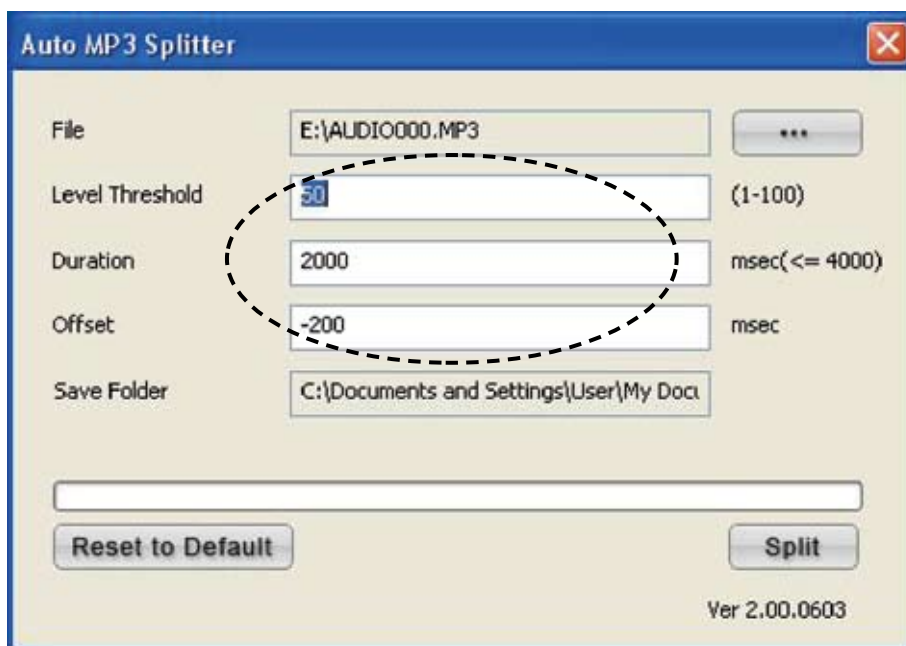 Auto MP3 Splitter
File E:\AUDIO000.MP3 ...
Level Threshold 50 (1-100)
Duration 2000 msec(<= 4000)
Offset -200 msec
Save Folder C:\Documents and Settings\User\My Docu
Reset to Default Split
Ver 2.00.0603